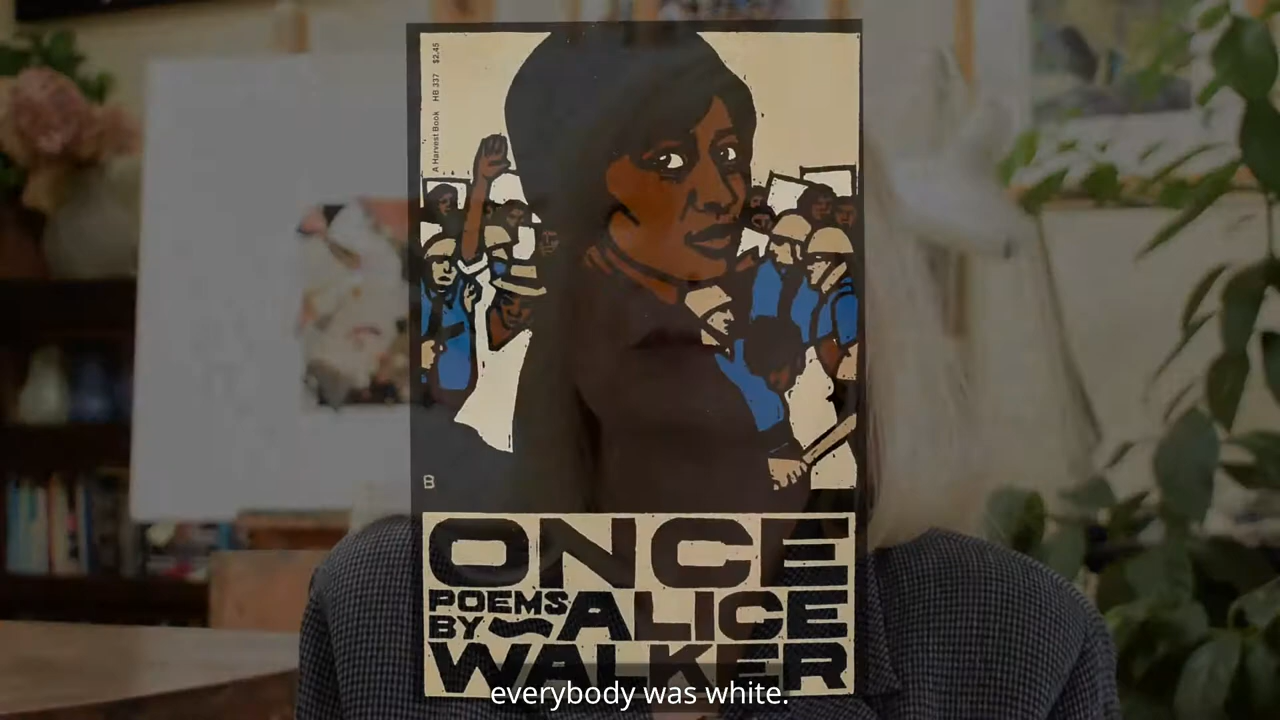 A Harvest Book HB 337 $2.45
B
ONCE
POEMS
BY ALICE
WALKER
everybody was white.